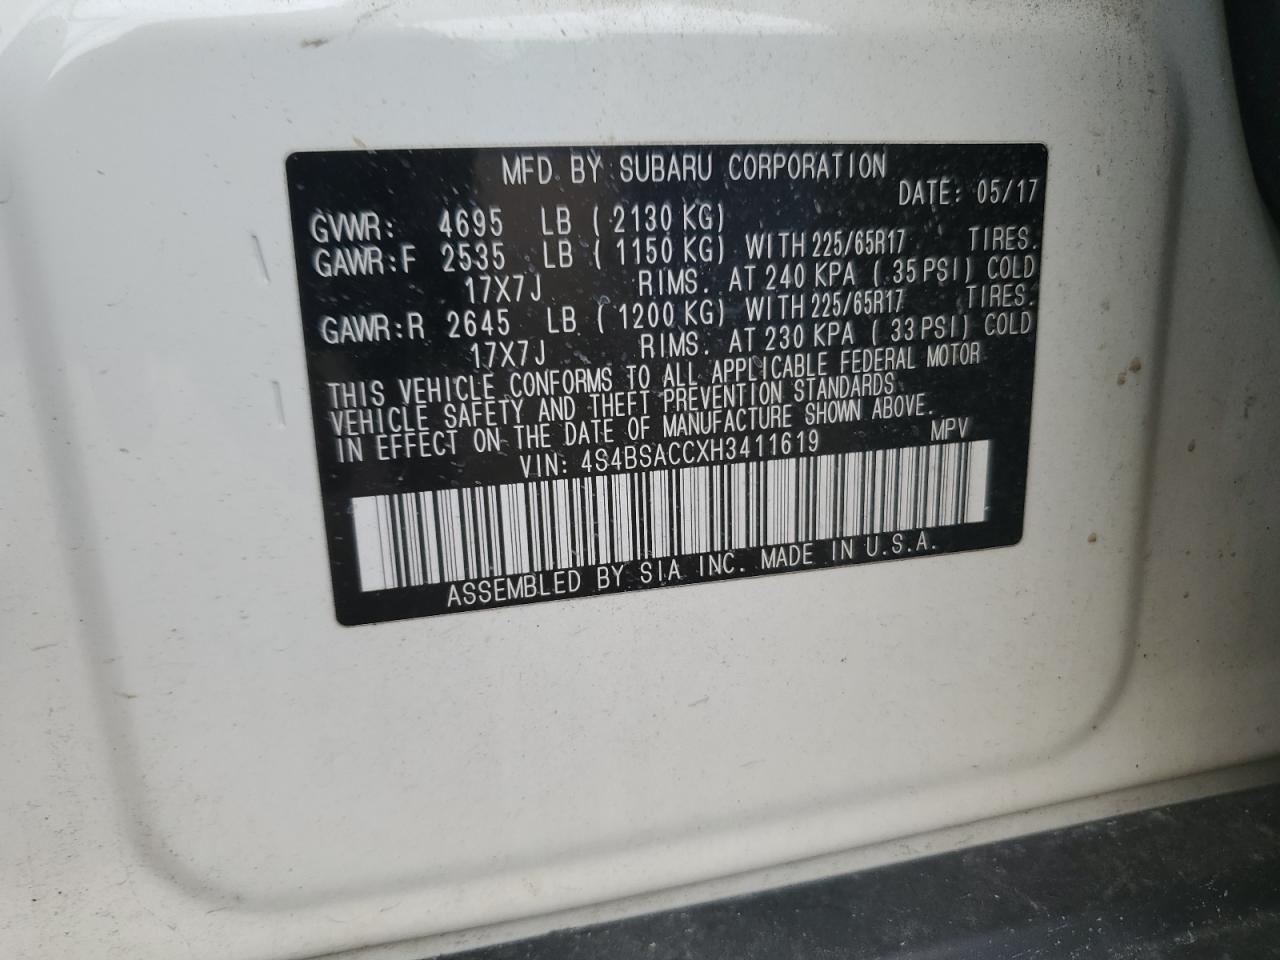 MFD BY SUBARU CORPORATION
DATE: 05/17
GVWR: 4695 LB (2130 KG)
GAWR:F 2535 LB (1150 KG) WITH 225/65R17 TIRES.
17X7J RIMS. AT 240 KPA (35 PSI) COLD
GAWR:R 2645 LB (1200 KG) WITH 225/65R17 TIRES.
17X7J RIMS. AT 230 KPA (33 PSI) COLD
THIS VEHICLE CONFORMS TO ALL APPLICABLE FEDERAL MOTOR
VEHICLE SAFETY AND THEFT PREVENTION STANDARDS
IN EFFECT ON THE DATE OF MANUFACTURE SHOWN ABOVE.
VIN: 4S4BSACCXH3411619 MPV
ASSEMBLED BY SIA INC. MADE IN U.S.A.